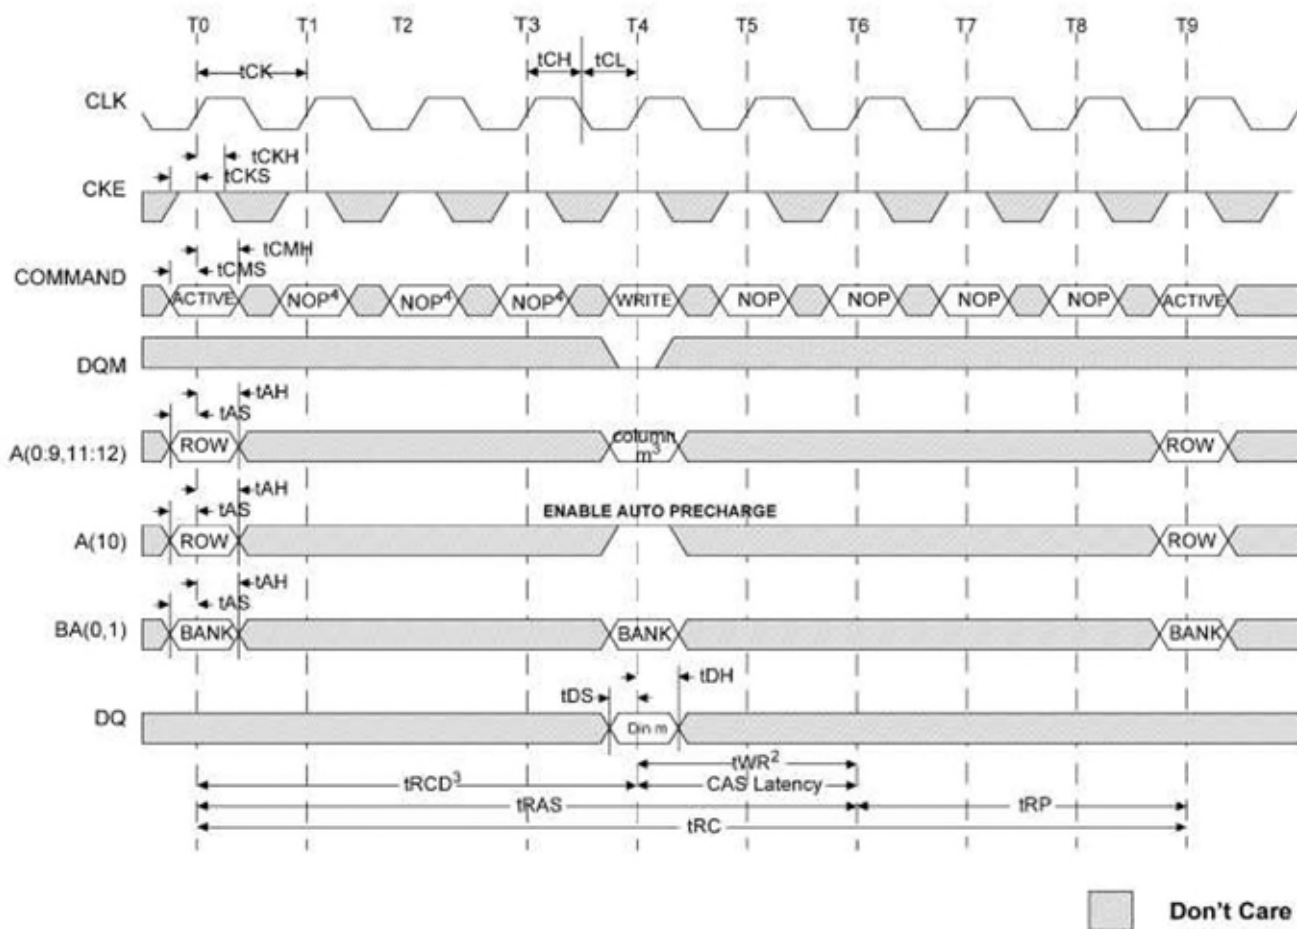 T0 T1 T2 T3 T4 T5 T6 T7 T8 T9
tCK tCH tCL
CLK
tCKH
tCKS
CKE
tCMH
tCMS
COMMAND
ACTIVE NOP4 NOP4 NOP4 WRITE NOP NOP NOP NOP ACTIVE
DQM
tAH
tAS
A(0:9,11:12) ROW column m3 ROW
tAH
tAS ENABLE AUTO PRECHARGE
A(10) ROW ROW
tAH
tAS
BA(0,1) BANK BANK BANK
tDH
tDS
DQ Din m
tWR2
tRCD3 CAS Latency
tRAS tRP
tRC
Don't Care